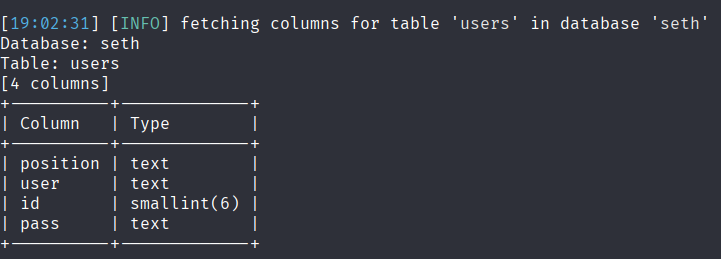 [19:02:31] [INFO] fetching columns for table 'users' in database 'seth'
Database: seth
Table: users
[4 columns]
+----------+-------------+
| Column   | Type        |
+----------+-------------+
| position | text        |
| user     | text        |
| id       | smallint(6) |
| pass     | text        |
+----------+-------------+